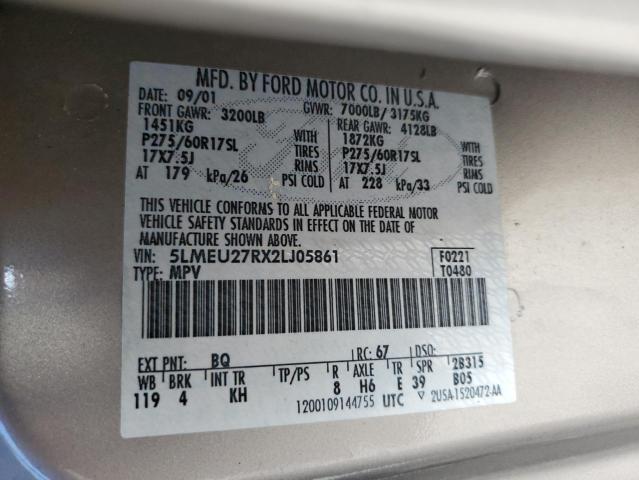 MFD. BY FORD MOTOR CO. IN U.S.A.
DATE: 09/01 GVWR: 7000LB/ 3175KG
FRONT GAWR: 3200LB REAR GAWR: 4128LB
1451KG WITH 1872KG WITH
P275/60R17SL TIRES P275/60R17SL TIRES
17X7.5J RIMS 17X7.5J RIMS
AT 179 kPa/26 PSI COLD AT 228 kPa/33 PSI COLD
THIS VEHICLE CONFORMS TO ALL APPLICABLE FEDERAL MOTOR
VEHICLE SAFETY STANDARDS IN EFFECT ON THE DATE OF
MANUFACTURE SHOWN ABOVE.
VIN: 5LMEU27RX2LJ05861 F0221
TYPE: MPV T0480
EXT PNT: BQ RC: 67 DSO:
WB BRK INT TR TP/PS R AXLE TR SPR 2B315
119 4 KH 8 H6 E 39 B05
1200109144755 UTC ▽ 2USA-1520472-AA